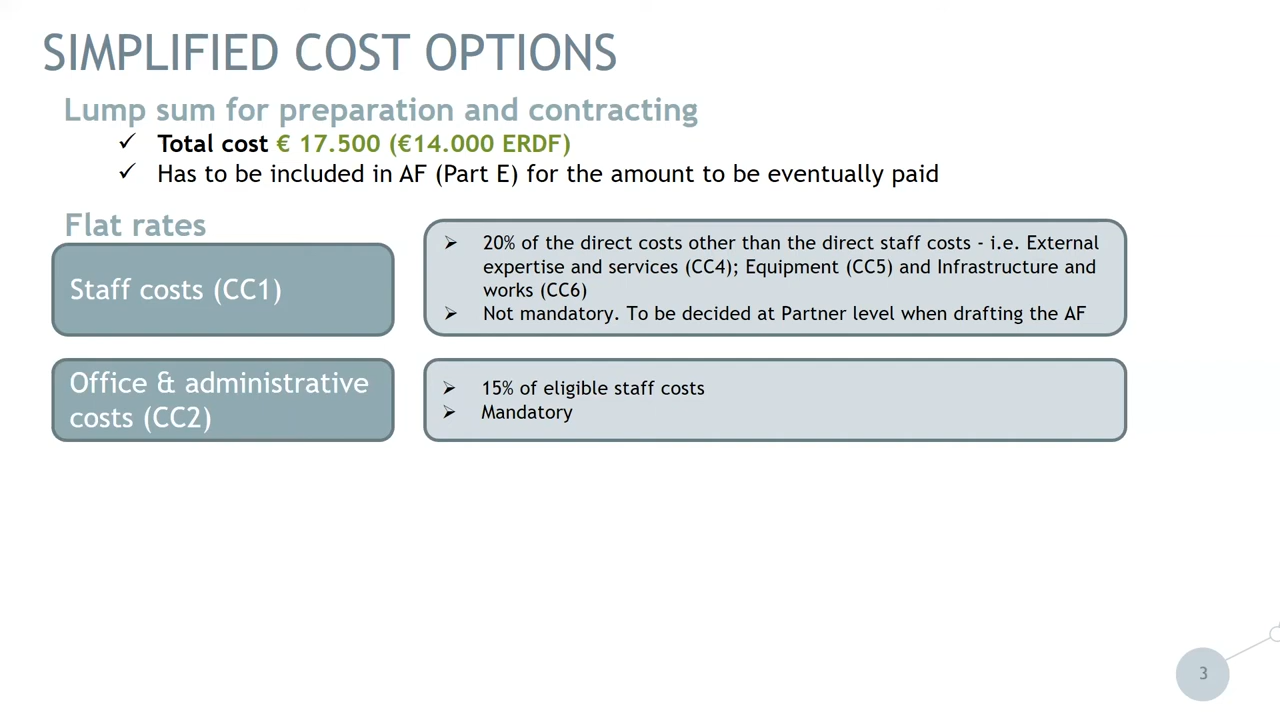 SIMPLIFIED COST OPTIONS
Lump sum for preparation and contracting
✓ Total cost € 17.500 (€14.000 ERDF)
✓ Has to be included in AF (Part E) for the amount to be eventually paid
Flat rates
Staff costs (CC1)
➢ 20% of the direct costs other than the direct staff costs - i.e. External
expertise and services (CC4); Equipment (CC5) and Infrastructure and
works (CC6)
➢ Not mandatory. To be decided at Partner level when drafting the AF
Office & administrative
costs (CC2)
➢ 15% of eligible staff costs
➢ Mandatory
3